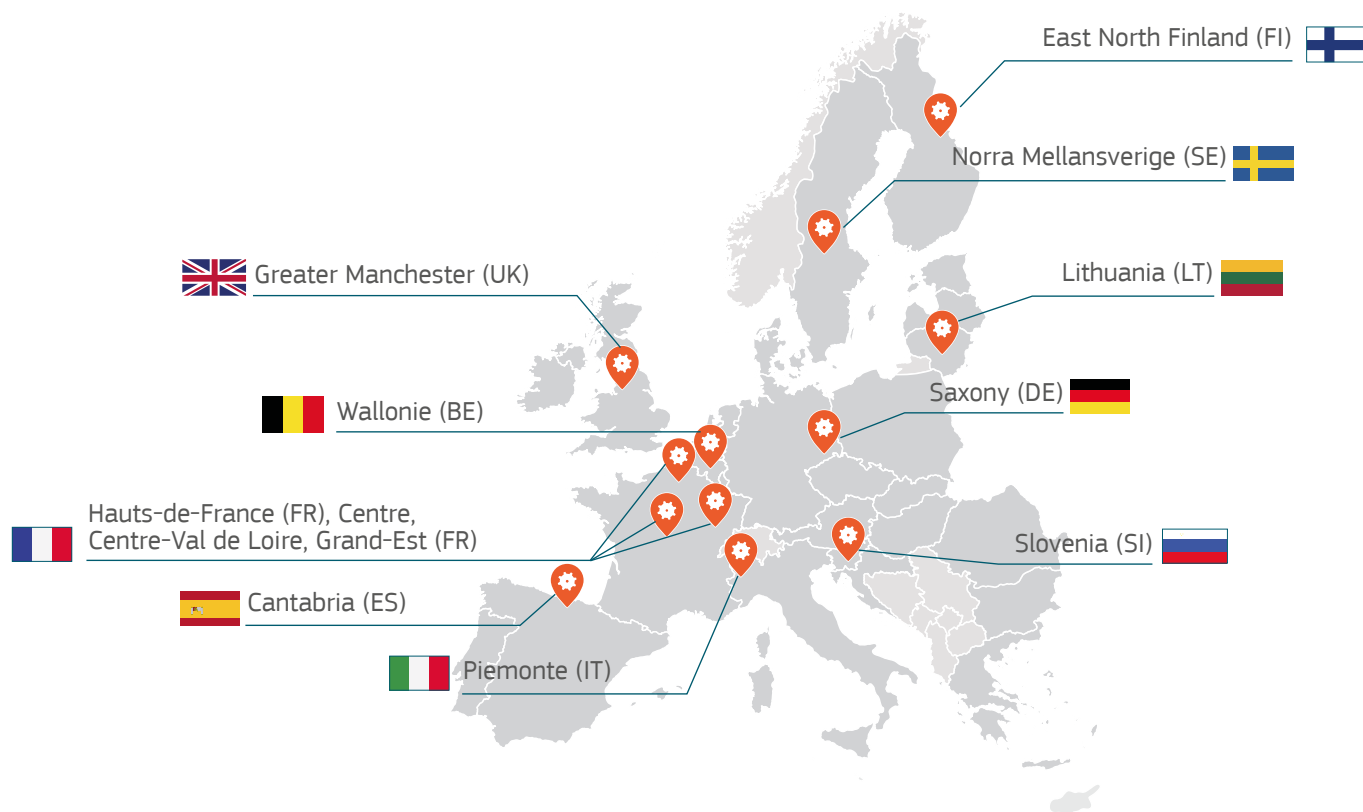 East North Finland (FI)
Norra Mellansverige (SE)
Greater Manchester (UK)
Lithuania (LT)
Saxony (DE)
Wallonie (BE)
Hauts-de-France (FR), Centre,
Centre-Val de Loire, Grand-Est (FR)
Slovenia (SI)
Cantabria (ES)
Piemonte (IT)